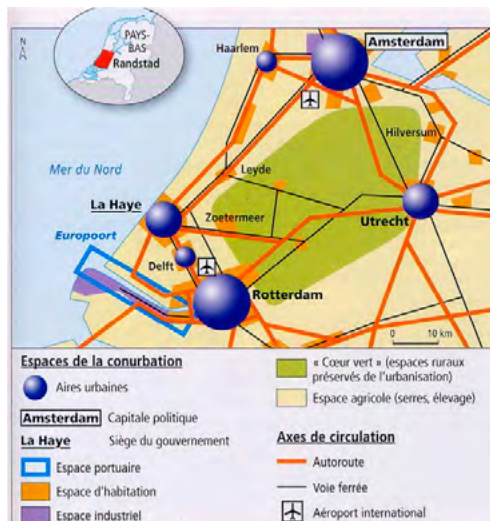 PAYS-
BAS
Randstad
N
Haarlem
Amsterdam
Hilversum
Mer du Nord
Leyde
La Haye
Zoetermeer
Utrecht
Europoort
Delft
Rotterdam
0 10 km
Espaces de la conurbation
Aires urbaines
Amsterdam Capitale politique
La Haye Siège du gouvernement
Espace portuaire
Espace d'habitation
Espace industriel
« Cœur vert » (espaces ruraux
préservés de l'urbanisation)
Espace agricole (serres, élevage)
Axes de circulation
Autoroute
Voie ferrée
Aéroport international